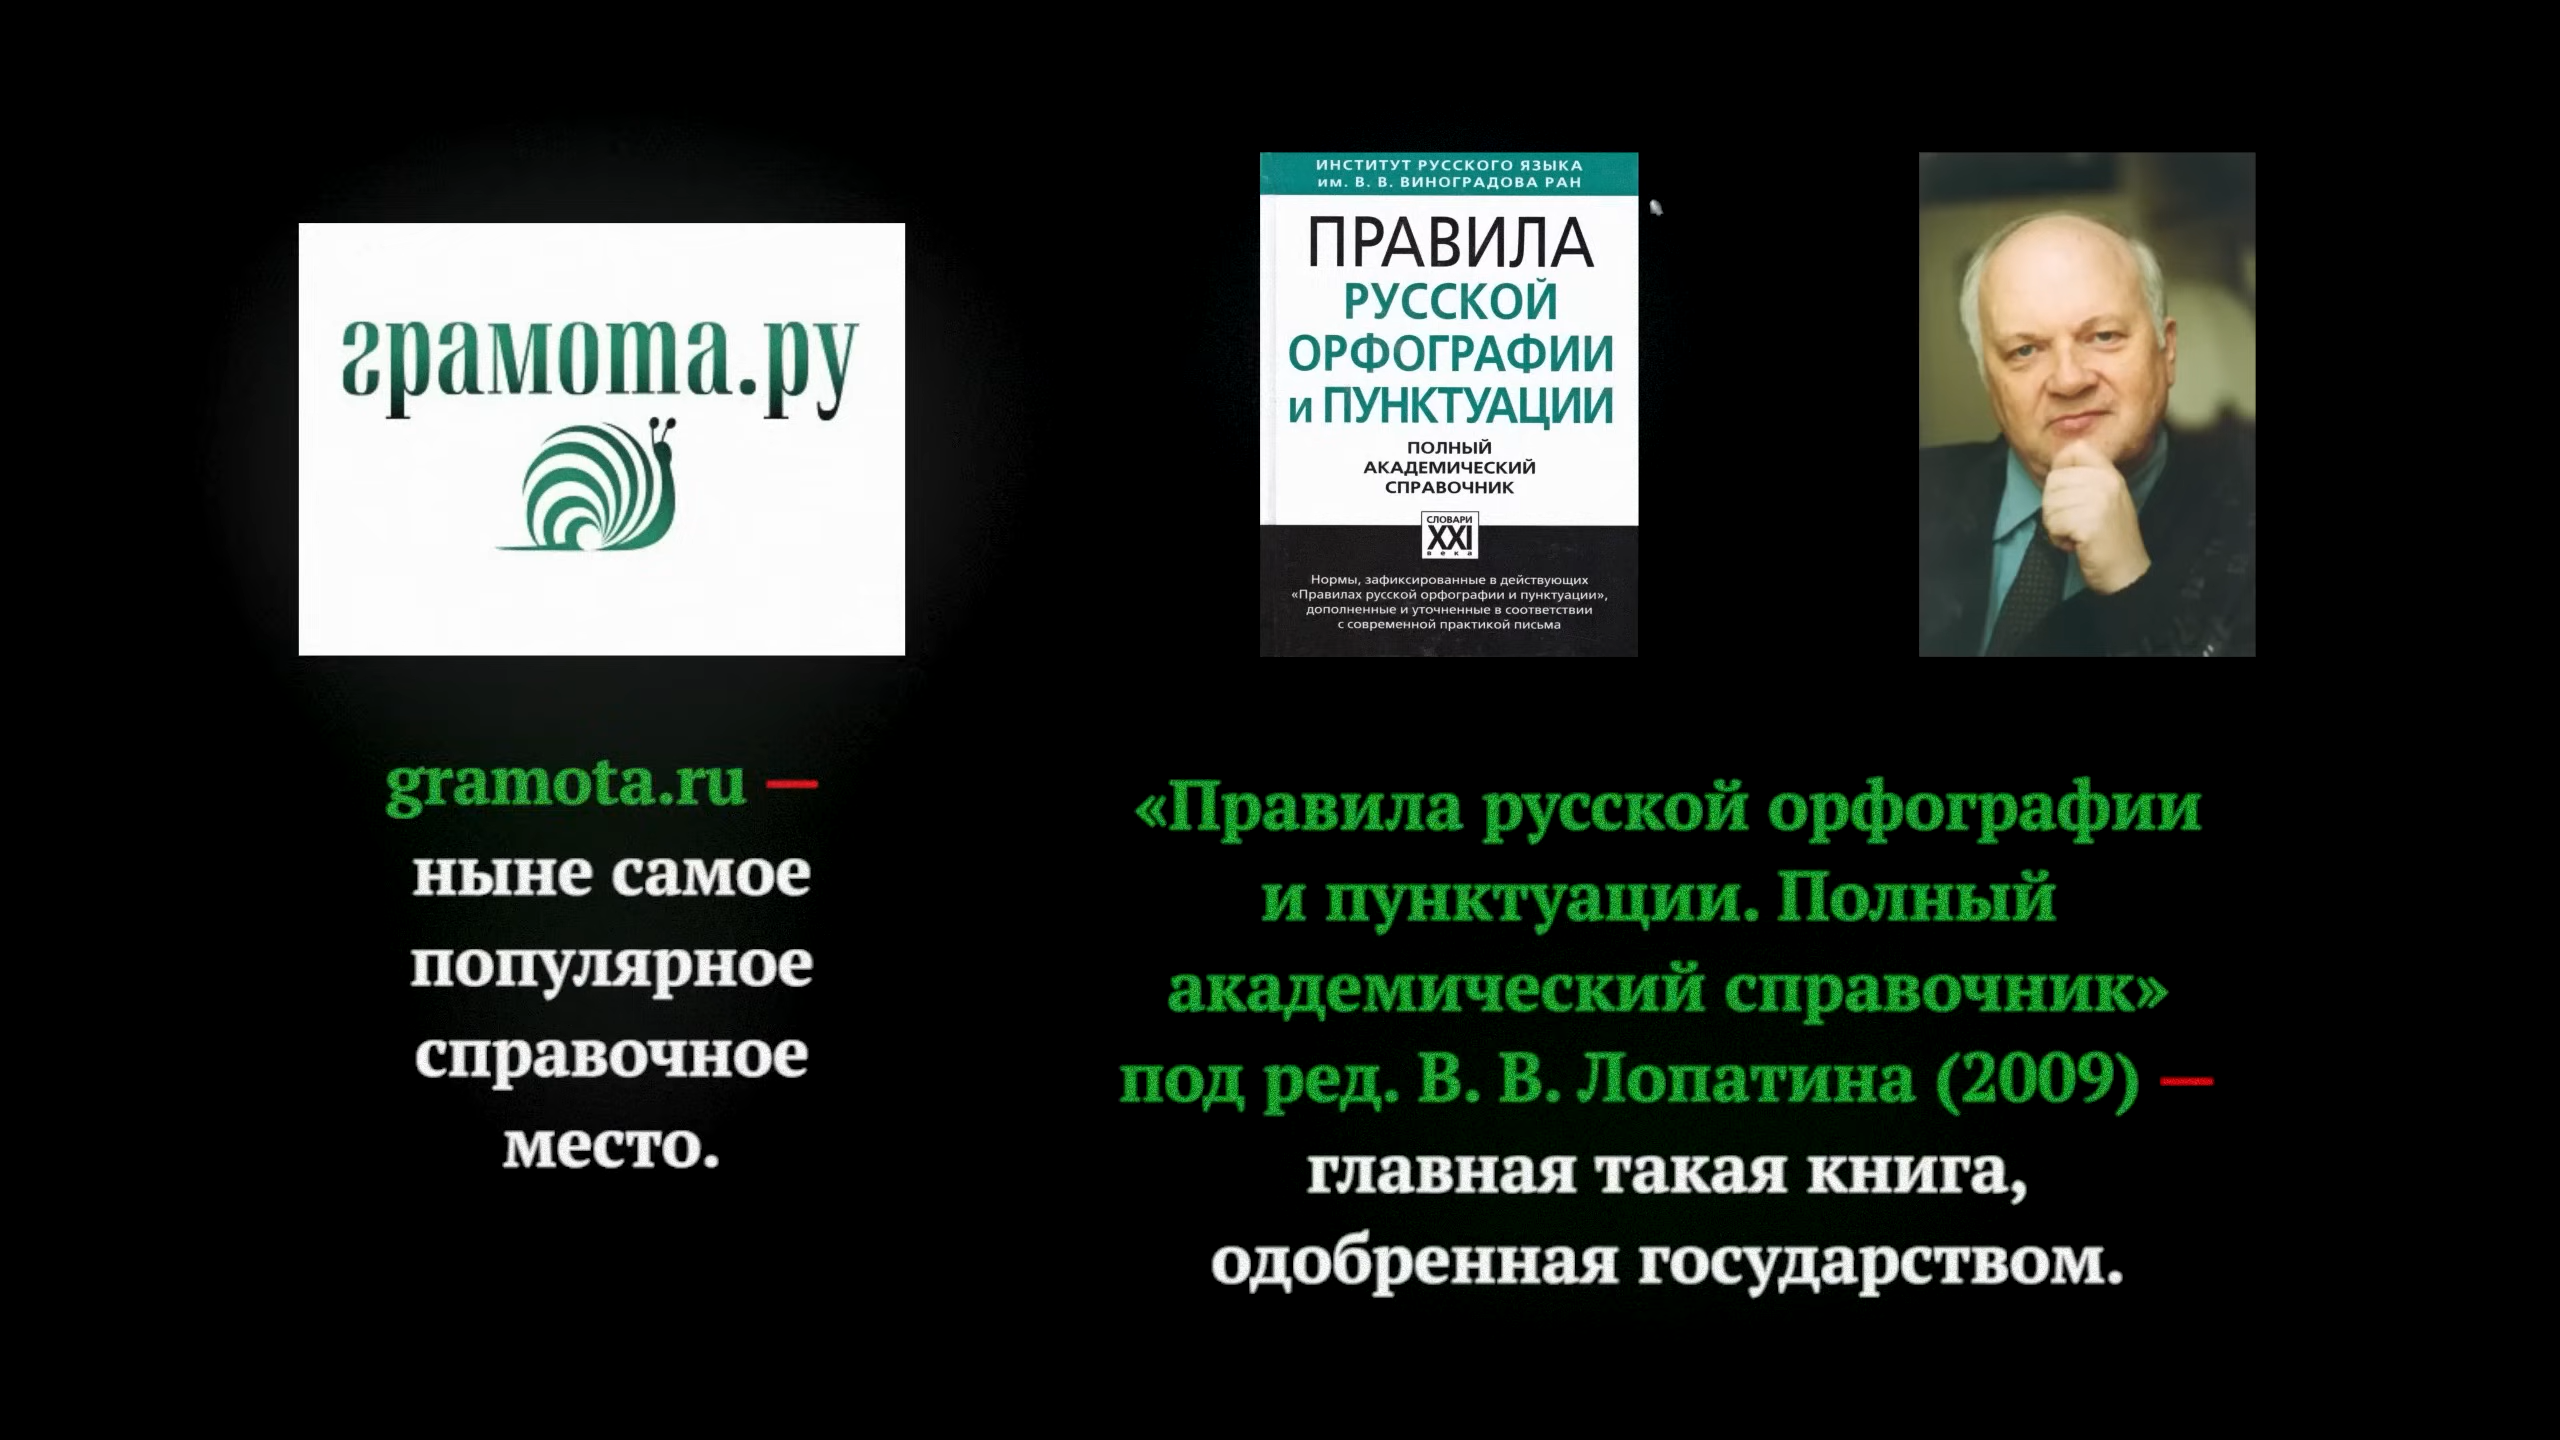 грамота.ру
gramota.ru —
ныне самое
популярное
справочное
место.
ИНСТИТУТ РУССКОГО ЯЗЫКА
им. В. В. ВИНОГРАДОВА РАН
ПРАВИЛА
РУССКОЙ
ОРФОГРАФИИ
и ПУНКТУАЦИИ
ПОЛНЫЙ
АКАДЕМИЧЕСКИЙ
СПРАВОЧНИК
СЛОВАРИ
XXI
века
Нормы, зафиксированные в действующих
«Правилах русской орфографии и пунктуации»,
дополненные и уточненные в соответствии
с современной практикой письма
«Правила русской орфографии
и пунктуации. Полный
академический справочник»
под ред. В. В. Лопатина (2009) —
главная такая книга,
одобренная государством.